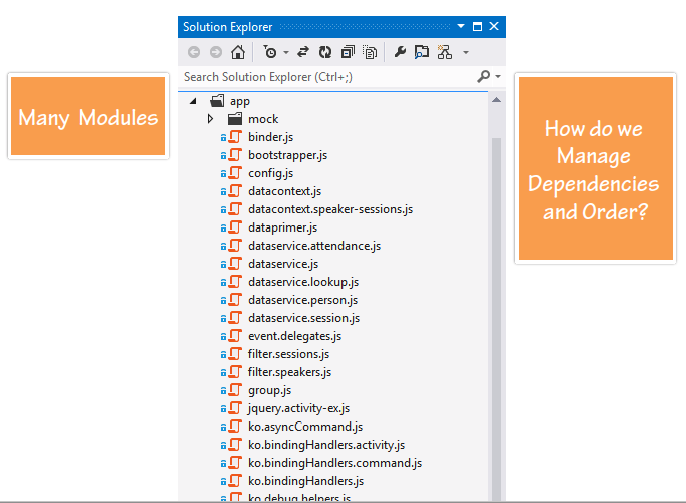 Solution Explorer
Search Solution Explorer (Ctrl+;)
Many Modules
app
mock
binder.js
bootstrapper.js
config.js
datacontext.js
datacontext.speaker-sessions.js
dataprimer.js
dataservice.attendance.js
dataservice.js
dataservice.lookup.js
dataservice.person.js
dataservice.session.js
event.delegates.js
filter.sessions.js
filter.speakers.js
group.js
jquery.activity-ex.js
ko.asyncCommand.js
ko.bindingHandlers.activity.js
ko.bindingHandlers.command.js
ko.bindingHandlers.js
ko.debug.helpers.js
How do we
Manage
Dependencies
and Order?